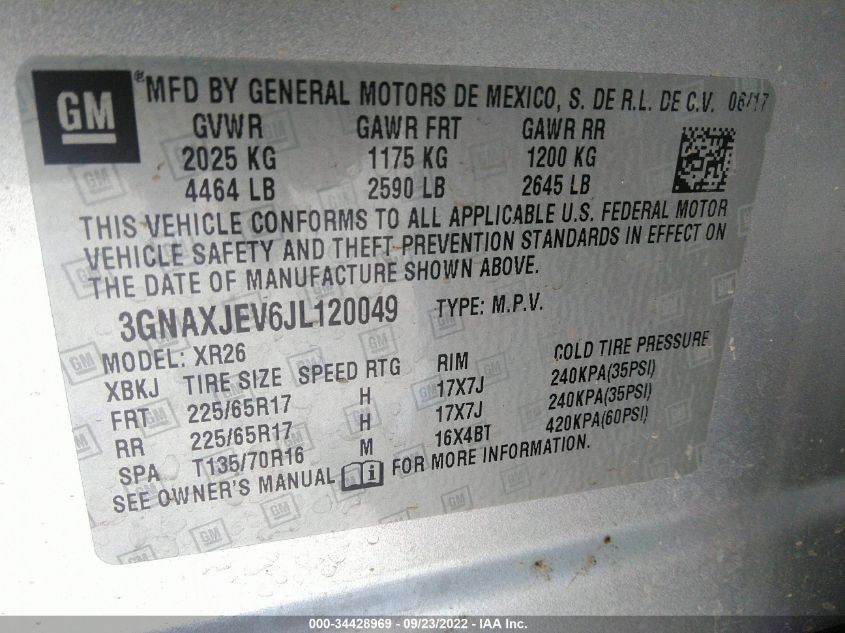 GM ®MFD BY GENERAL MOTORS DE MEXICO, S. DE R.L. DE C.V. 06/17
GVWR GAWR FRT GAWR RR
2025 KG 1175 KG 1200 KG
4464 LB 2590 LB 2645 LB
THIS VEHICLE CONFORMS TO ALL APPLICABLE U.S. FEDERAL MOTOR
VEHICLE SAFETY AND THEFT PREVENTION STANDARDS IN EFFECT ON
THE DATE OF MANUFACTURE SHOWN ABOVE.
3GNAXJEV6JL120049 TYPE: M.P.V.
MODEL: XR26
XBKJ TIRE SIZE SPEED RTG RIM COLD TIRE PRESSURE
FRT 225/65R17 H 17X7J 240KPA(35PSI)
RR 225/65R17 H 17X7J 240KPA(35PSI)
SPA T135/70R16 M 16X4BT 420KPA(60PSI)
SEE OWNER'S MANUAL i FOR MORE INFORMATION.
000-34428969 - 09/23/2022 - IAA Inc.